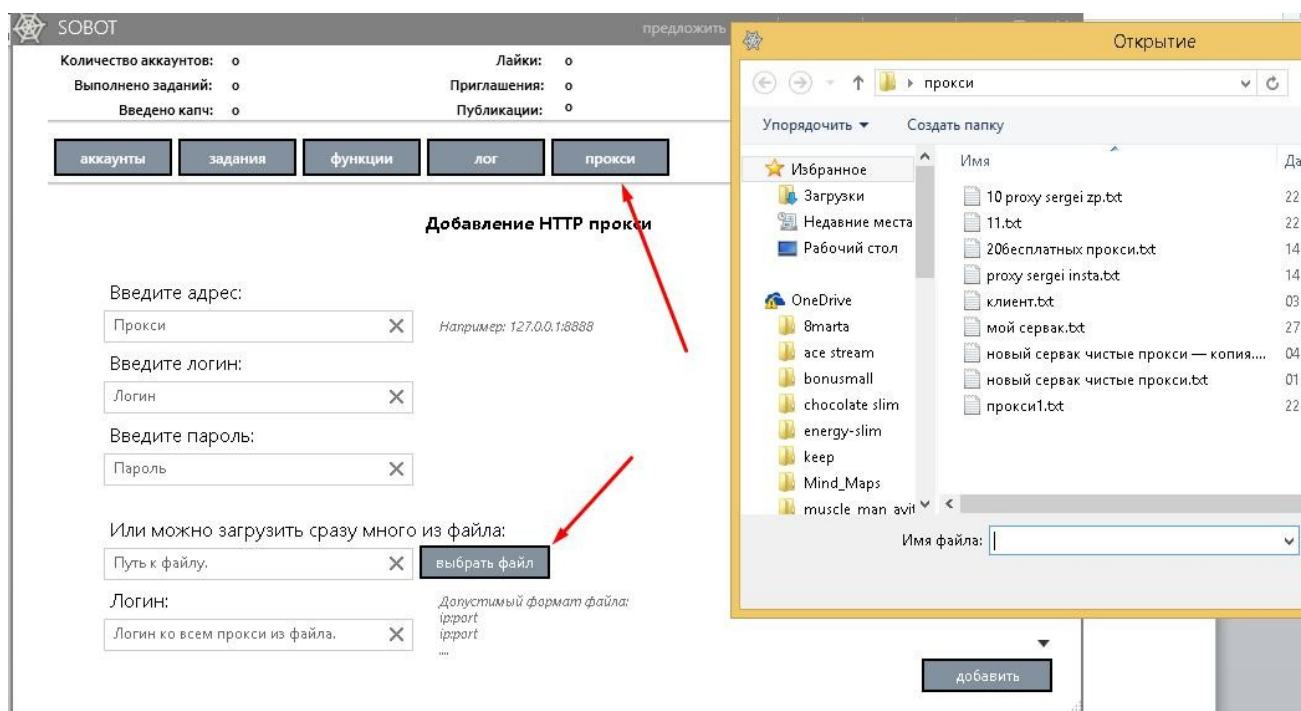 SOBOT
предложить
Количество аккаунтов: 0
Лайки: 0
Выполнено заданий: 0
Приглашения: 0
Введено капч: 0
Публикации: 0
аккаунты
задания
функции
лог
прокси
Добавление HTTP прокси
Введите адрес:
Прокси
Например: 127.0.0.1:8888
Введите логин:
Логин
Введите пароль:
Пароль
Или можно загрузить сразу много из файла:
Путь к файлу.
выбрать файл
Логин:
Логин ко всем прокси из файла.
Допустимый формат файла:
ip:port
ip:port
....
добавить
Открытие
прокси
Упорядочить
Создать папку
Избранное
Загрузки
Недавние места
Рабочий стол
OneDrive
8marta
ace stream
bonusmall
chocolate slim
energy-slim
keep
Mind_Maps
muscle man avit
Имя
Да
10 proxy sergei zp.txt
22
11.txt
22
20бесплатных прокси.txt
14
proxy sergei insta.txt
14
клиент.txt
03
мой сервак.txt
27
новый сервак чистые прокси — копия....
04
новый сервак чистые прокси.txt
01
прокси1.txt
22
Имя файла: